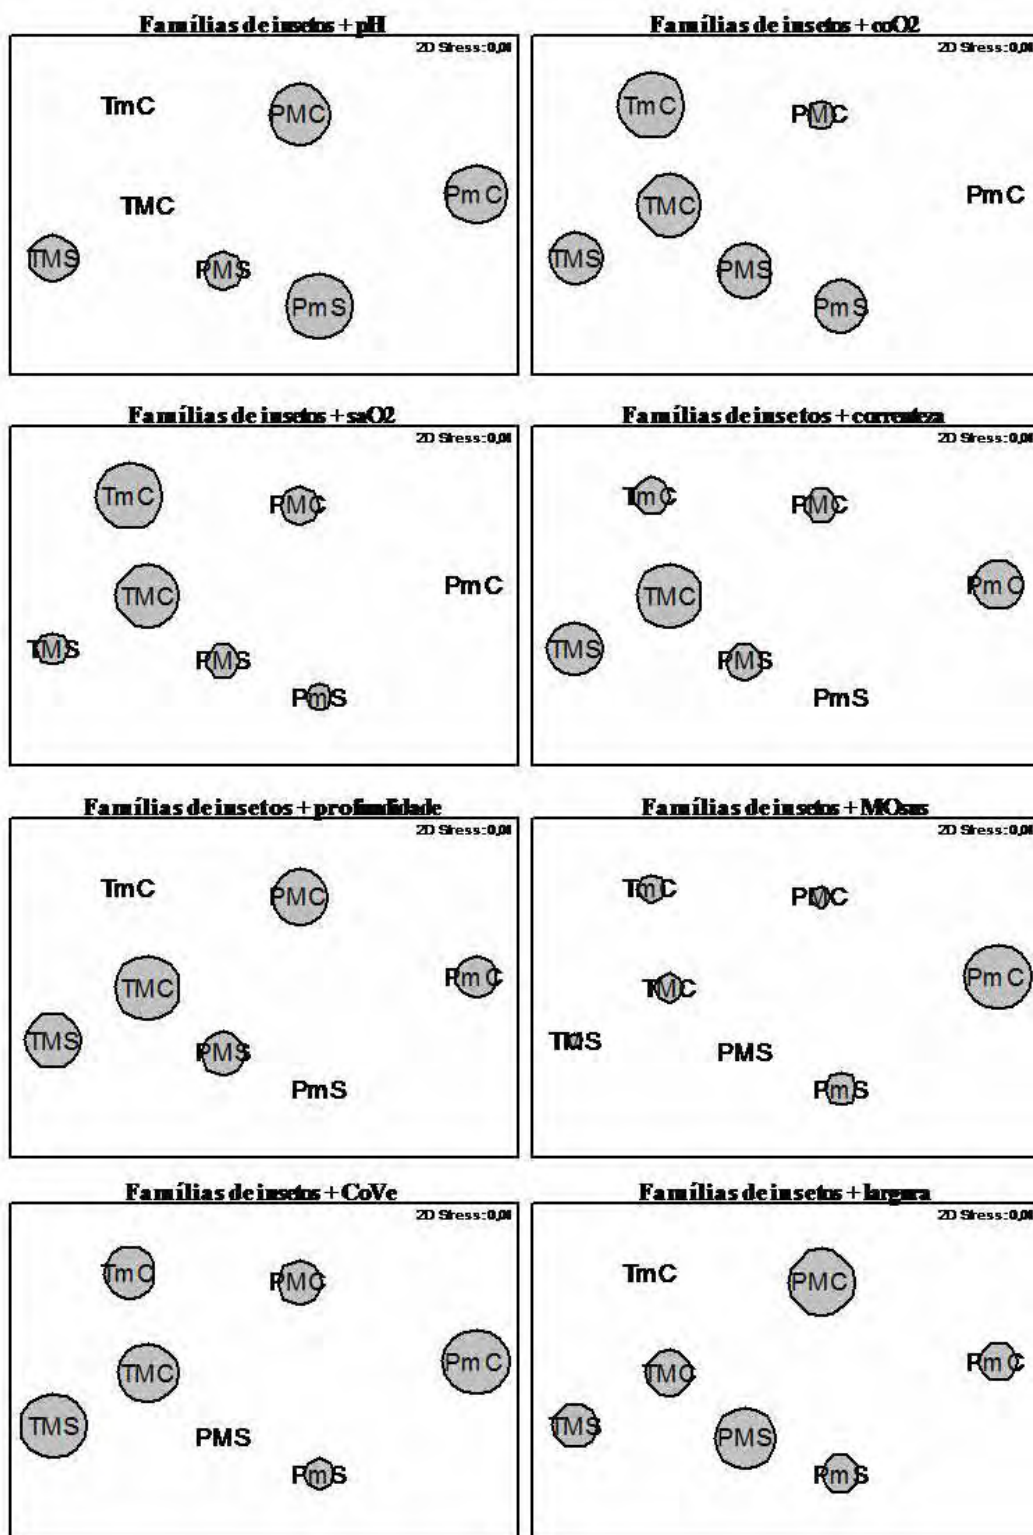 Famílias de insetos + pH
2D Stress: 0,01
TmC
PMC
PmC
TMC
TMS
PMS
PmS
Famílias de insetos + coO2
2D Stress: 0,01
TmC
PMC
PmC
TMC
TMS
PMS
PmS
Famílias de insetos + saO2
2D Stress: 0,01
TmC
PMC
PmC
TMC
TMS
PMS
PmS
Famílias de insetos + correnteza
2D Stress: 0,01
TmC
PMC
PmC
TMC
TMS
PMS
PmS
Famílias de insetos + profundidade
2D Stress: 0,01
TmC
PMC
PmC
TMC
TMS
PMS
PmS
Famílias de insetos + MOsus
2D Stress: 0,01
TmC
PMC
PmC
TMC
TMS
PMS
PmS
Famílias de insetos + CoVe
2D Stress: 0,01
TmC
PMC
PmC
TMC
TMS
PMS
PmS
Famílias de insetos + largura
2D Stress: 0,01
TmC
PMC
PmC
TMC
TMS
PMS
PmS